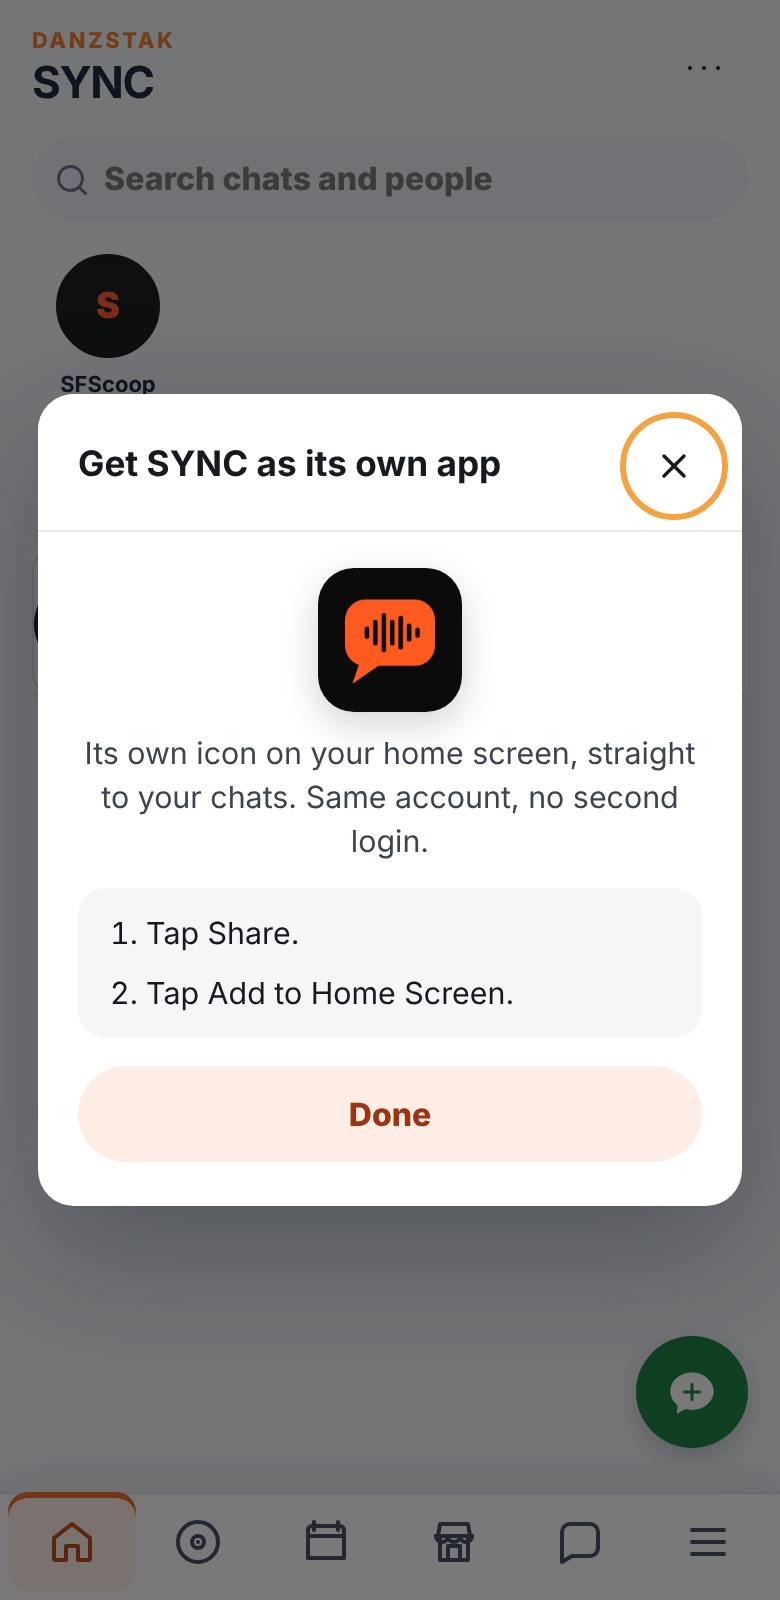 DANZSTAK
SYNC
...
Search chats and people
S
SFScoop
Get SYNC as its own app
Its own icon on your home screen, straight
to your chats. Same account, no second
login.
1. Tap Share.
2. Tap Add to Home Screen.
Done